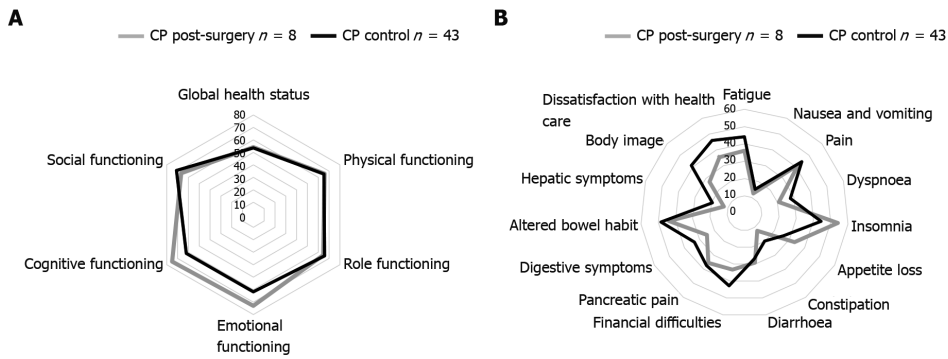 A
CP post-surgery n = 8
CP control n = 43
Global health status
80
70
60
50
40
30
20
10
0
Physical functioning
Role functioning
Emotional
functioning
Cognitive functioning
Social functioning
B
CP post-surgery n = 8
CP control n = 43
Fatigue
60
50
40
30
20
10
0
Nausea and vomiting
Pain
Dyspnoea
Insomnia
Appetite loss
Constipation
Diarrhoea
Financial difficulties
Pancreatic pain
Digestive symptoms
Altered bowel habit
Hepatic symptoms
Body image
Dissatisfaction with health
care